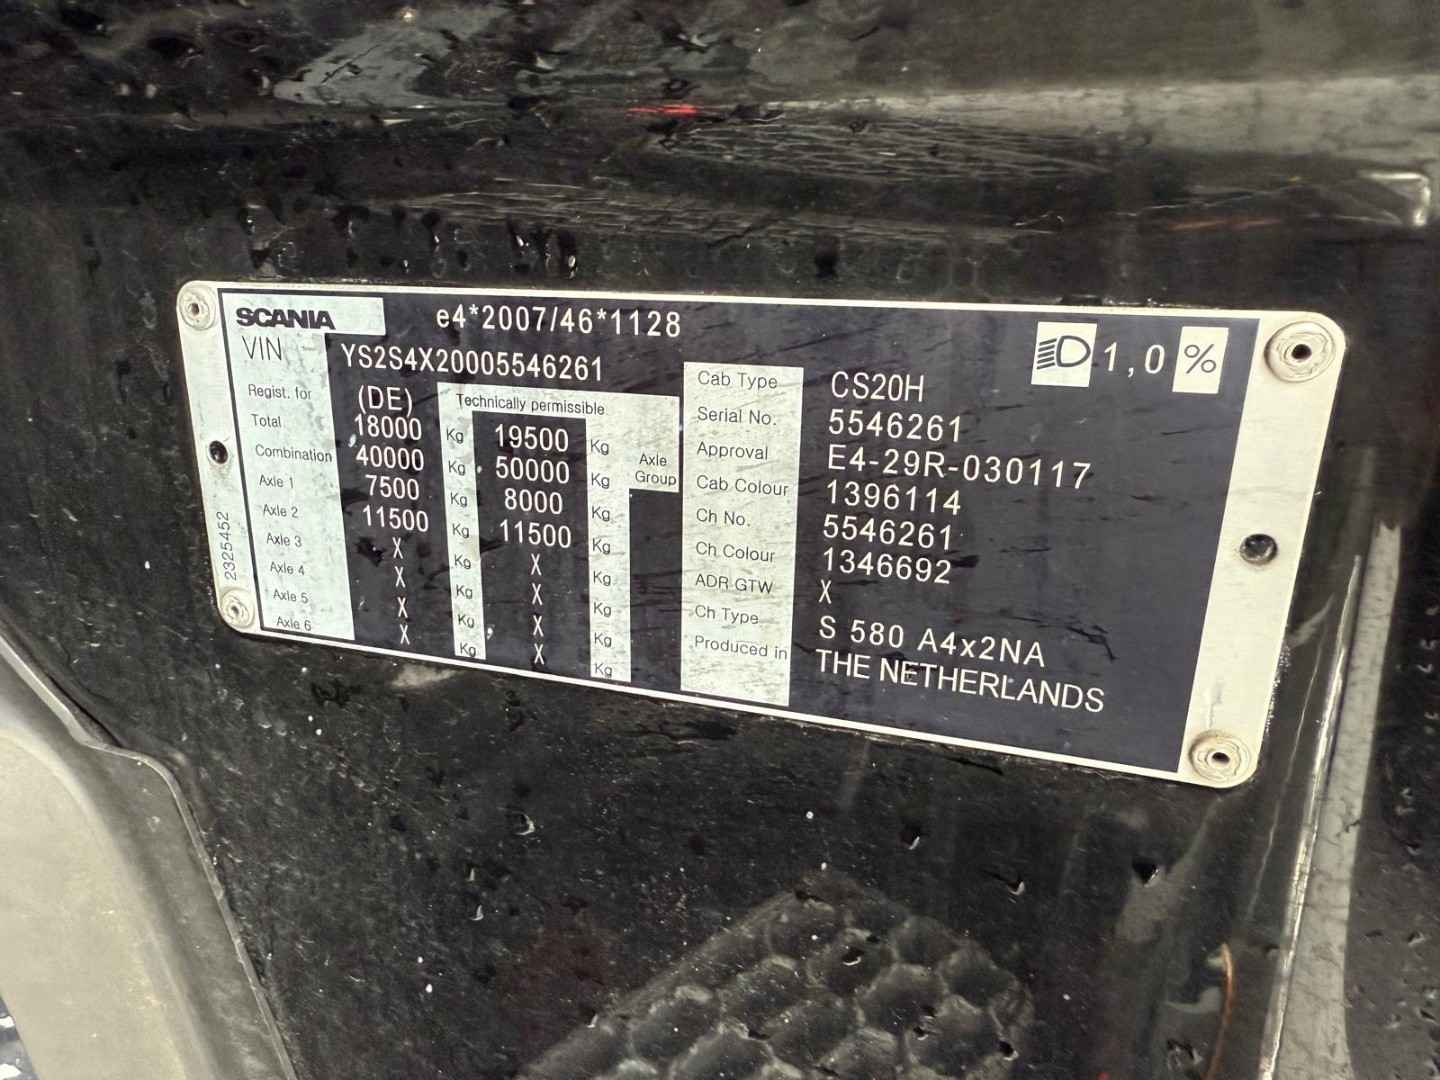 SCANIA e4*2007/46*1128
VIN YS2S4X20005546261
1,0 %
Regist. for (DE) Technically permissible
Total 18000 Kg 19500 Kg
Combination 40000 Kg 50000 Kg Axle Group
Axle 1 7500 Kg 8000 Kg
Axle 2 11500 Kg 11500 Kg
Axle 3 X Kg X Kg
Axle 4 X Kg X Kg
Axle 5 X Kg X Kg
Axle 6 X Kg X Kg
2325452
Cab Type CS20H
Serial No. 5546261
Approval E4-29R-030117
Cab Colour 1396114
Ch No. 5546261
Ch Colour 1346692
ADR GTW X
Ch Type S 580 A4x2NA
Produced in THE NETHERLANDS